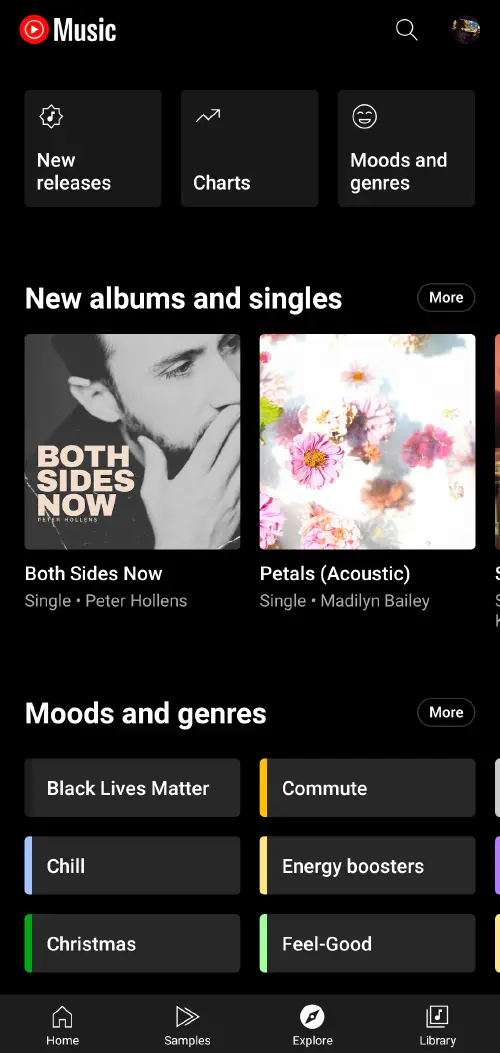 Music
New
releases
Charts
Moods and
genres
New albums and singles
More
BOTH
SIDES
NOW
PETER HOLLENS
Both Sides Now
Single • Peter Hollens
Petals (Acoustic)
Single • Madilyn Bailey
Moods and genres
More
Black Lives Matter
Commute
Chill
Energy boosters
Christmas
Feel-Good
Home
Samples
Explore
Library